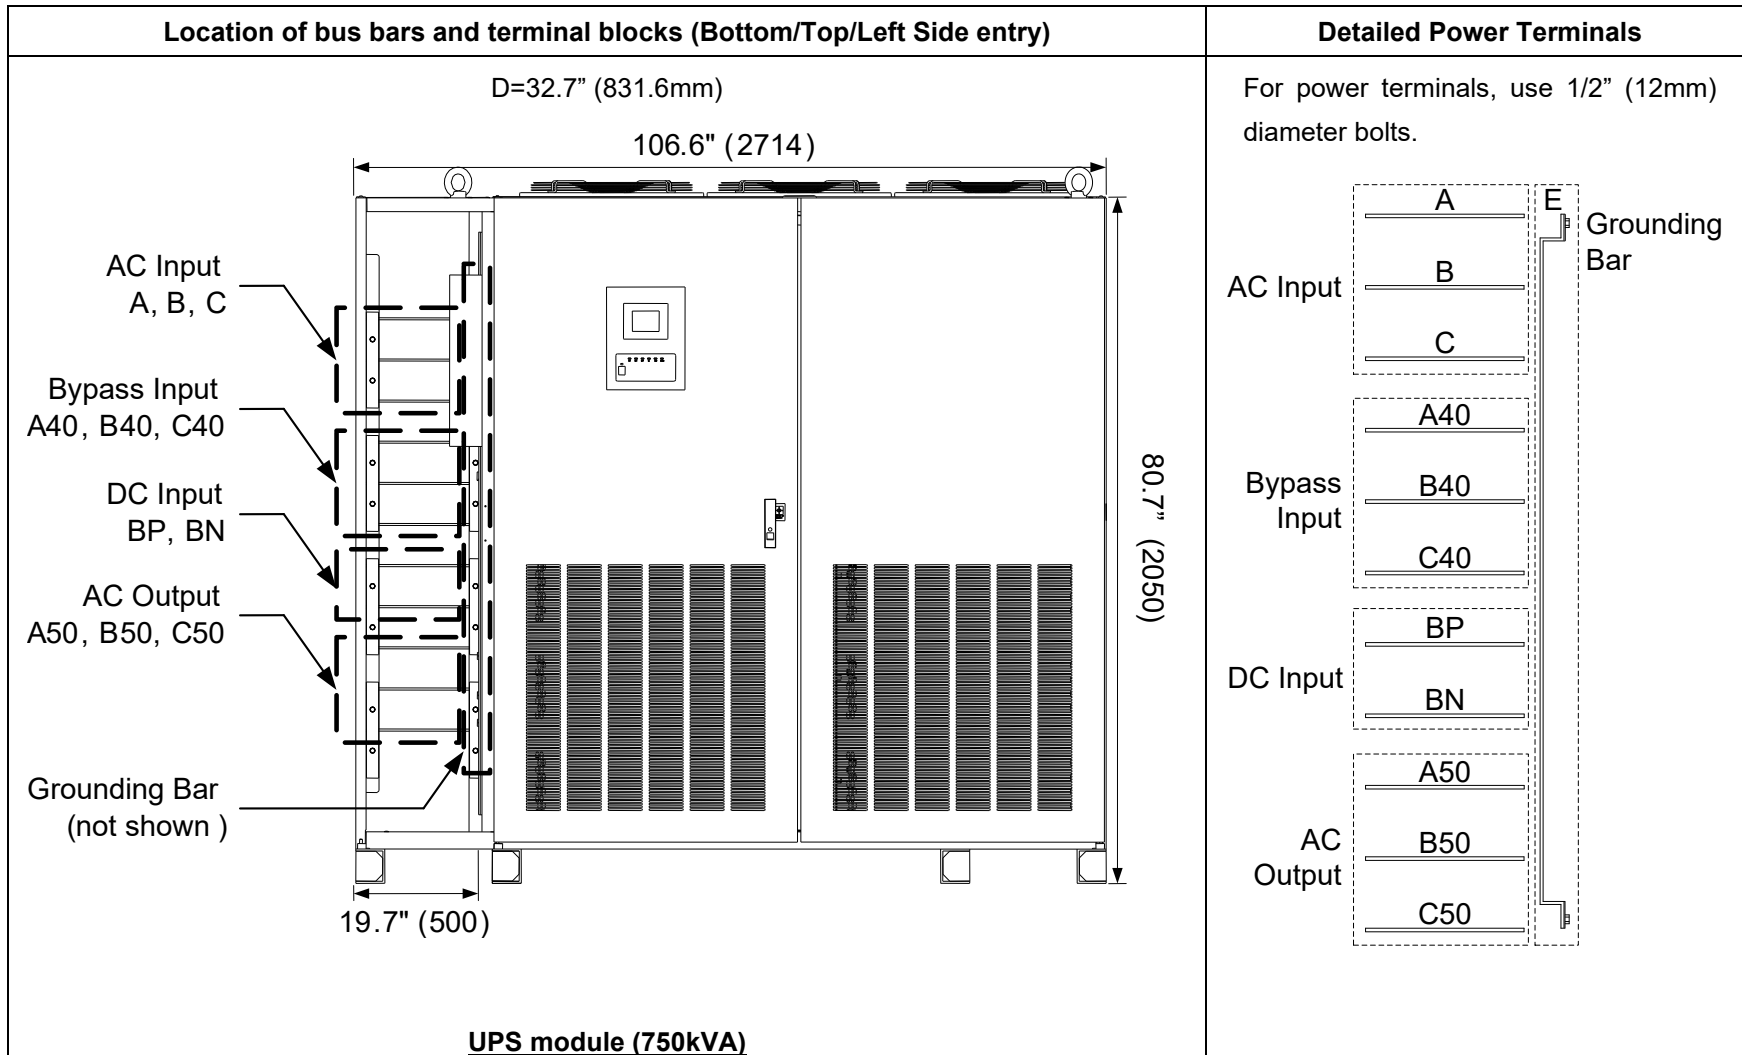 Location of bus bars and terminal blocks (Bottom/Top/Left Side entry)
Detailed Power Terminals
D=32.7” (831.6mm)
106.6" (2714)
AC Input
A, B, C
Bypass Input
A40, B40, C40
DC Input
BP, BN
AC Output
A50, B50, C50
Grounding Bar
(not shown )
80.7" (2050)
19.7" (500)
UPS module (750kVA)
For power terminals, use 1/2” (12mm)
diameter bolts.
A
E
Grounding
Bar
AC Input
B
C
A40
Bypass
Input
B40
C40
BP
DC Input
BN
A50
AC
Output
B50
C50